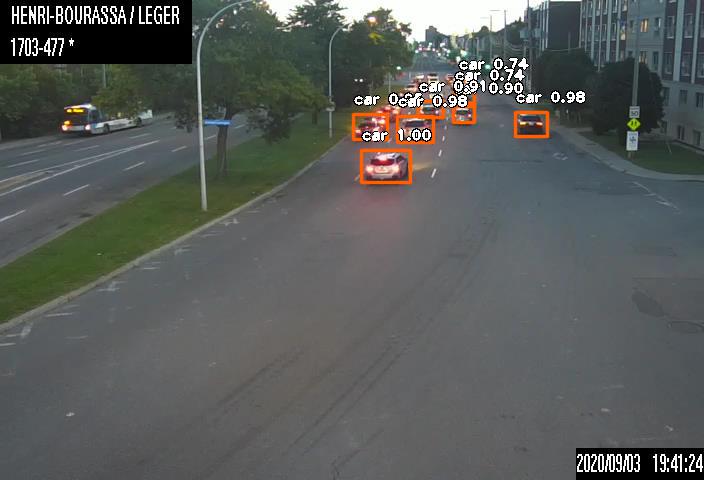 HENRI-BOURASSA / LEGER
1703-477 *
car 0.74
car 0.74
car 0.91
0.90
car 0.98
car 0.98
car 1.00
50
2020/09/03 19:41:24